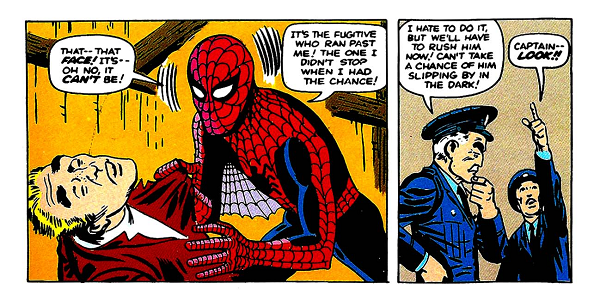 THAT-- THAT
FACE! IT'S--
OH NO, IT
CAN'T BE!
IT'S THE FUGITIVE
WHO RAN PAST
ME! THE ONE I
DIDN'T STOP
WHEN I HAD
THE CHANCE!
I HATE TO DO IT,
BUT WE'LL HAVE
TO RUSH HIM
NOW! CAN'T TAKE
A CHANCE OF HIM
SLIPPING BY IN
THE DARK!
CAPTAIN--
LOOK!!